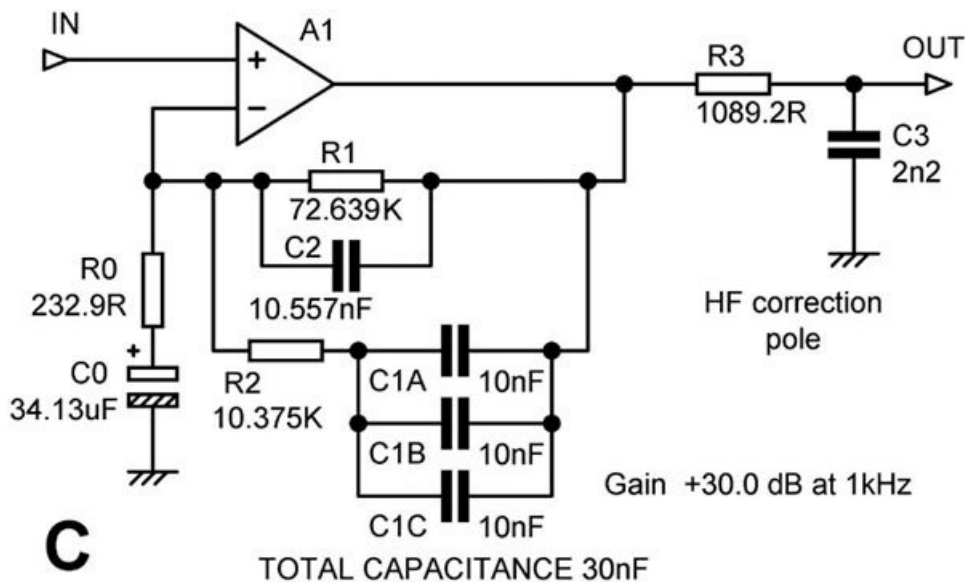 IN
A1
+
−
R3
OUT
1089.2R
C3
2n2
R1
72.639K
C2
10.557nF
R0
232.9R
+
C0
34.13uF
HF correction
pole
R2
10.375K
C1A
10nF
C1B
10nF
C1C
10nF
Gain +30.0 dB at 1kHz
C
TOTAL CAPACITANCE 30nF